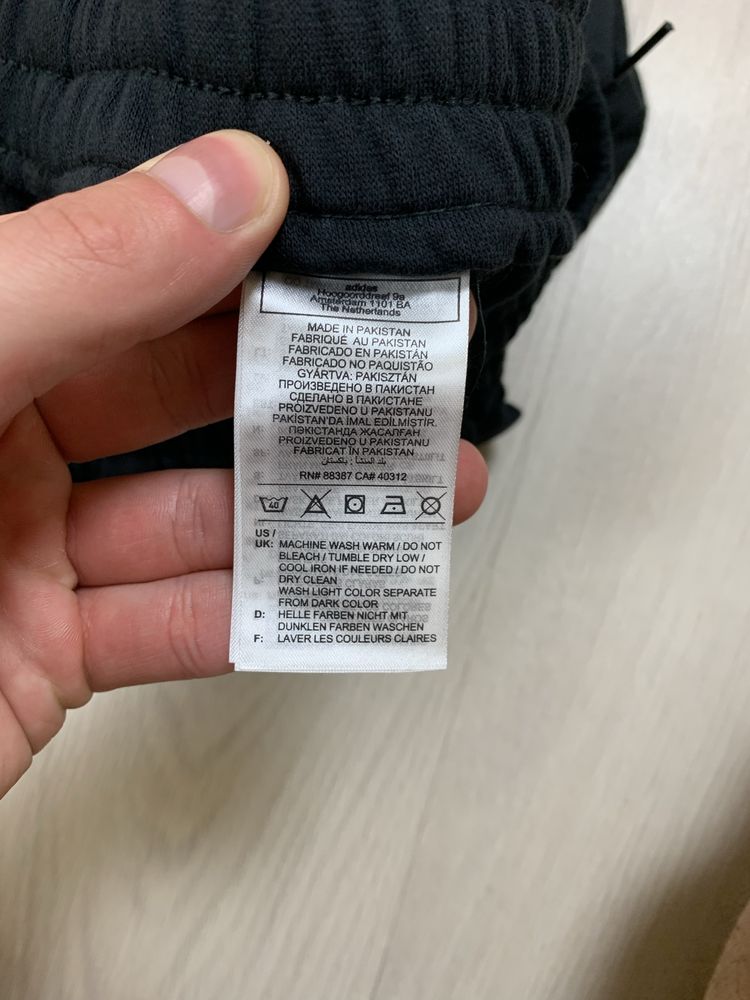 adidas
Hoogoorddreef 9a
Amsterdam 1101 BA
The Netherlands
MADE IN PAKISTAN
FABRIQUÉ AU PAKISTAN
FABRICADO EN PAKISTÁN
FABRICADO NO PAQUISTÃO
GYÁRTVA: PAKISZTÁN
ПРОИЗВЕДЕНО В ПАКИСТАН
СДЕЛАНО В ПАКИСТАНЕ
PROIZVEDENO U PAKISTANU
PAKİSTAN'DA İMAL EDİLMİŞTİR.
ПӘКІСТАНДА ЖАСАЛҒАН
PROIZVEDENO U PAKISTANU
FABRICAT ÎN PAKISTAN
بلد المنشأ : باكستان
RN# 88387 CA# 40312
40
US /
UK: MACHINE WASH WARM / DO NOT
BLEACH / TUMBLE DRY LOW /
COOL IRON IF NEEDED / DO NOT
DRY CLEAN
WASH LIGHT COLOR SEPARATE
FROM DARK COLOR
D: HELLE FARBEN NICHT MIT
DUNKLEN FARBEN WASCHEN
F: LAVER LES COULEURS CLAIRES